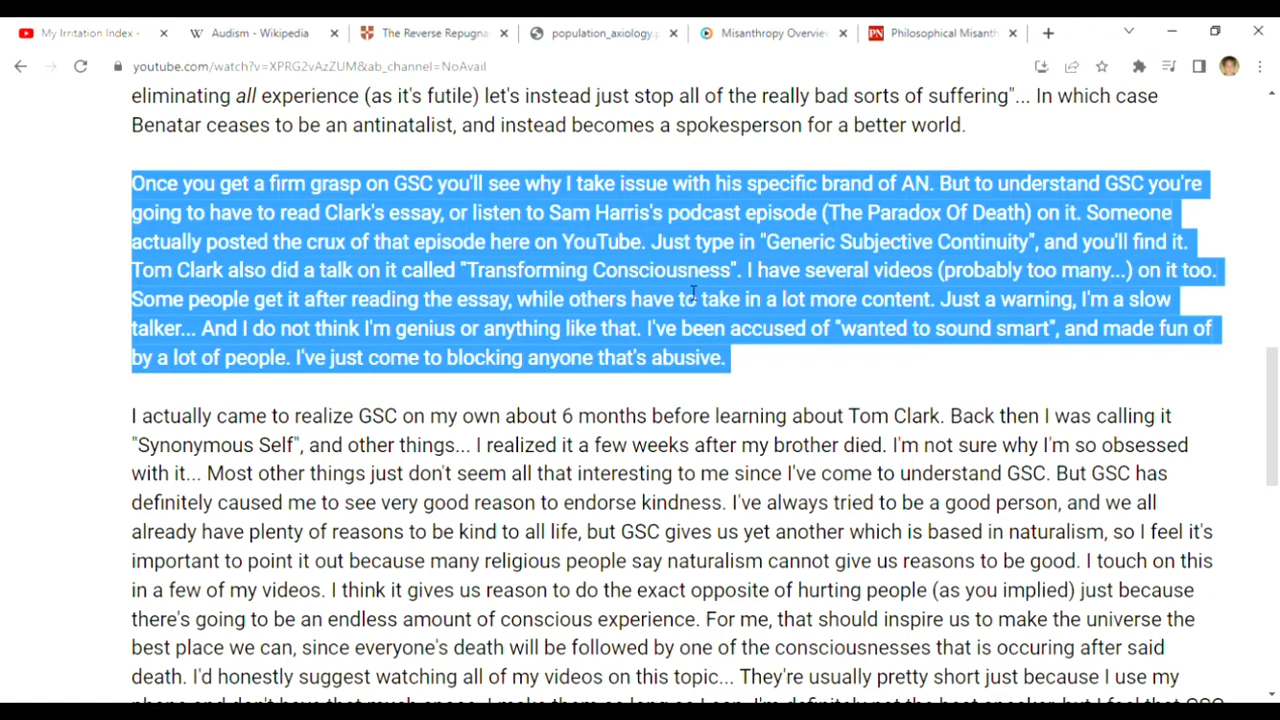 My Irritation Index -
Audism - Wikipedia
The Reverse Repugna
population_axiology.p
Misanthropy Overvie
Philosophical Misant
youtube.com/watch?v=XPRG2vAzZUM&ab_channel=NoAvail
eliminating all experience (as it's futile) let's instead just stop all of the really bad sorts of suffering"... In which case
Benatar ceases to be an antinatalist, and instead becomes a spokesperson for a better world.
Once you get a firm grasp on GSC you'll see why I take issue with his specific brand of AN. But to understand GSC you're
going to have to read Clark's essay, or listen to Sam Harris's podcast episode (The Paradox Of Death) on it. Someone
actually posted the crux of that episode here on YouTube. Just type in "Generic Subjective Continuity", and you'll find it.
Tom Clark also did a talk on it called "Transforming Consciousness". I have several videos (probably too many...) on it too.
Some people get it after reading the essay, while others have to take in a lot more content. Just a warning, I'm a slow
talker... And I do not think I'm genius or anything like that. I've been accused of "wanted to sound smart", and made fun of
by a lot of people. I've just come to blocking anyone that's abusive.
I actually came to realize GSC on my own about 6 months before learning about Tom Clark. Back then I was calling it
"Synonymous Self", and other things... I realized it a few weeks after my brother died. I'm not sure why I'm so obsessed
with it... Most other things just don't seem all that interesting to me since I've come to understand GSC. But GSC has
definitely caused me to see very good reason to endorse kindness. I've always tried to be a good person, and we all
already have plenty of reasons to be kind to all life, but GSC gives us yet another which is based in naturalism, so I feel it's
important to point it out because many religious people say naturalism cannot give us reasons to be good. I touch on this
in a few of my videos. I think it gives us reason to do the exact opposite of hurting people (as you implied) just because
there's going to be an endless amount of conscious experience. For me, that should inspire us to make the universe the
best place we can, since everyone's death will be followed by one of the consciousnesses that is occuring after said
death. I'd honestly suggest watching all of my videos on this topic... They're usually pretty short just because I use my